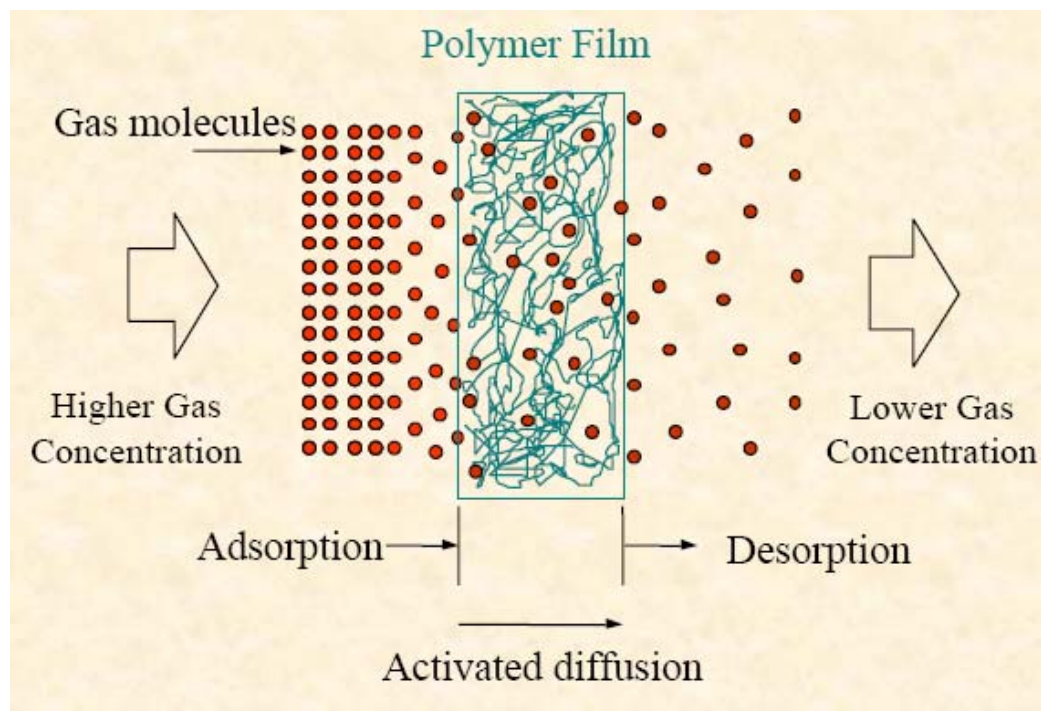 Polymer Film
Gas molecules
Higher Gas
Concentration
Lower Gas
Concentration
Adsorption
Desorption
Activated diffusion